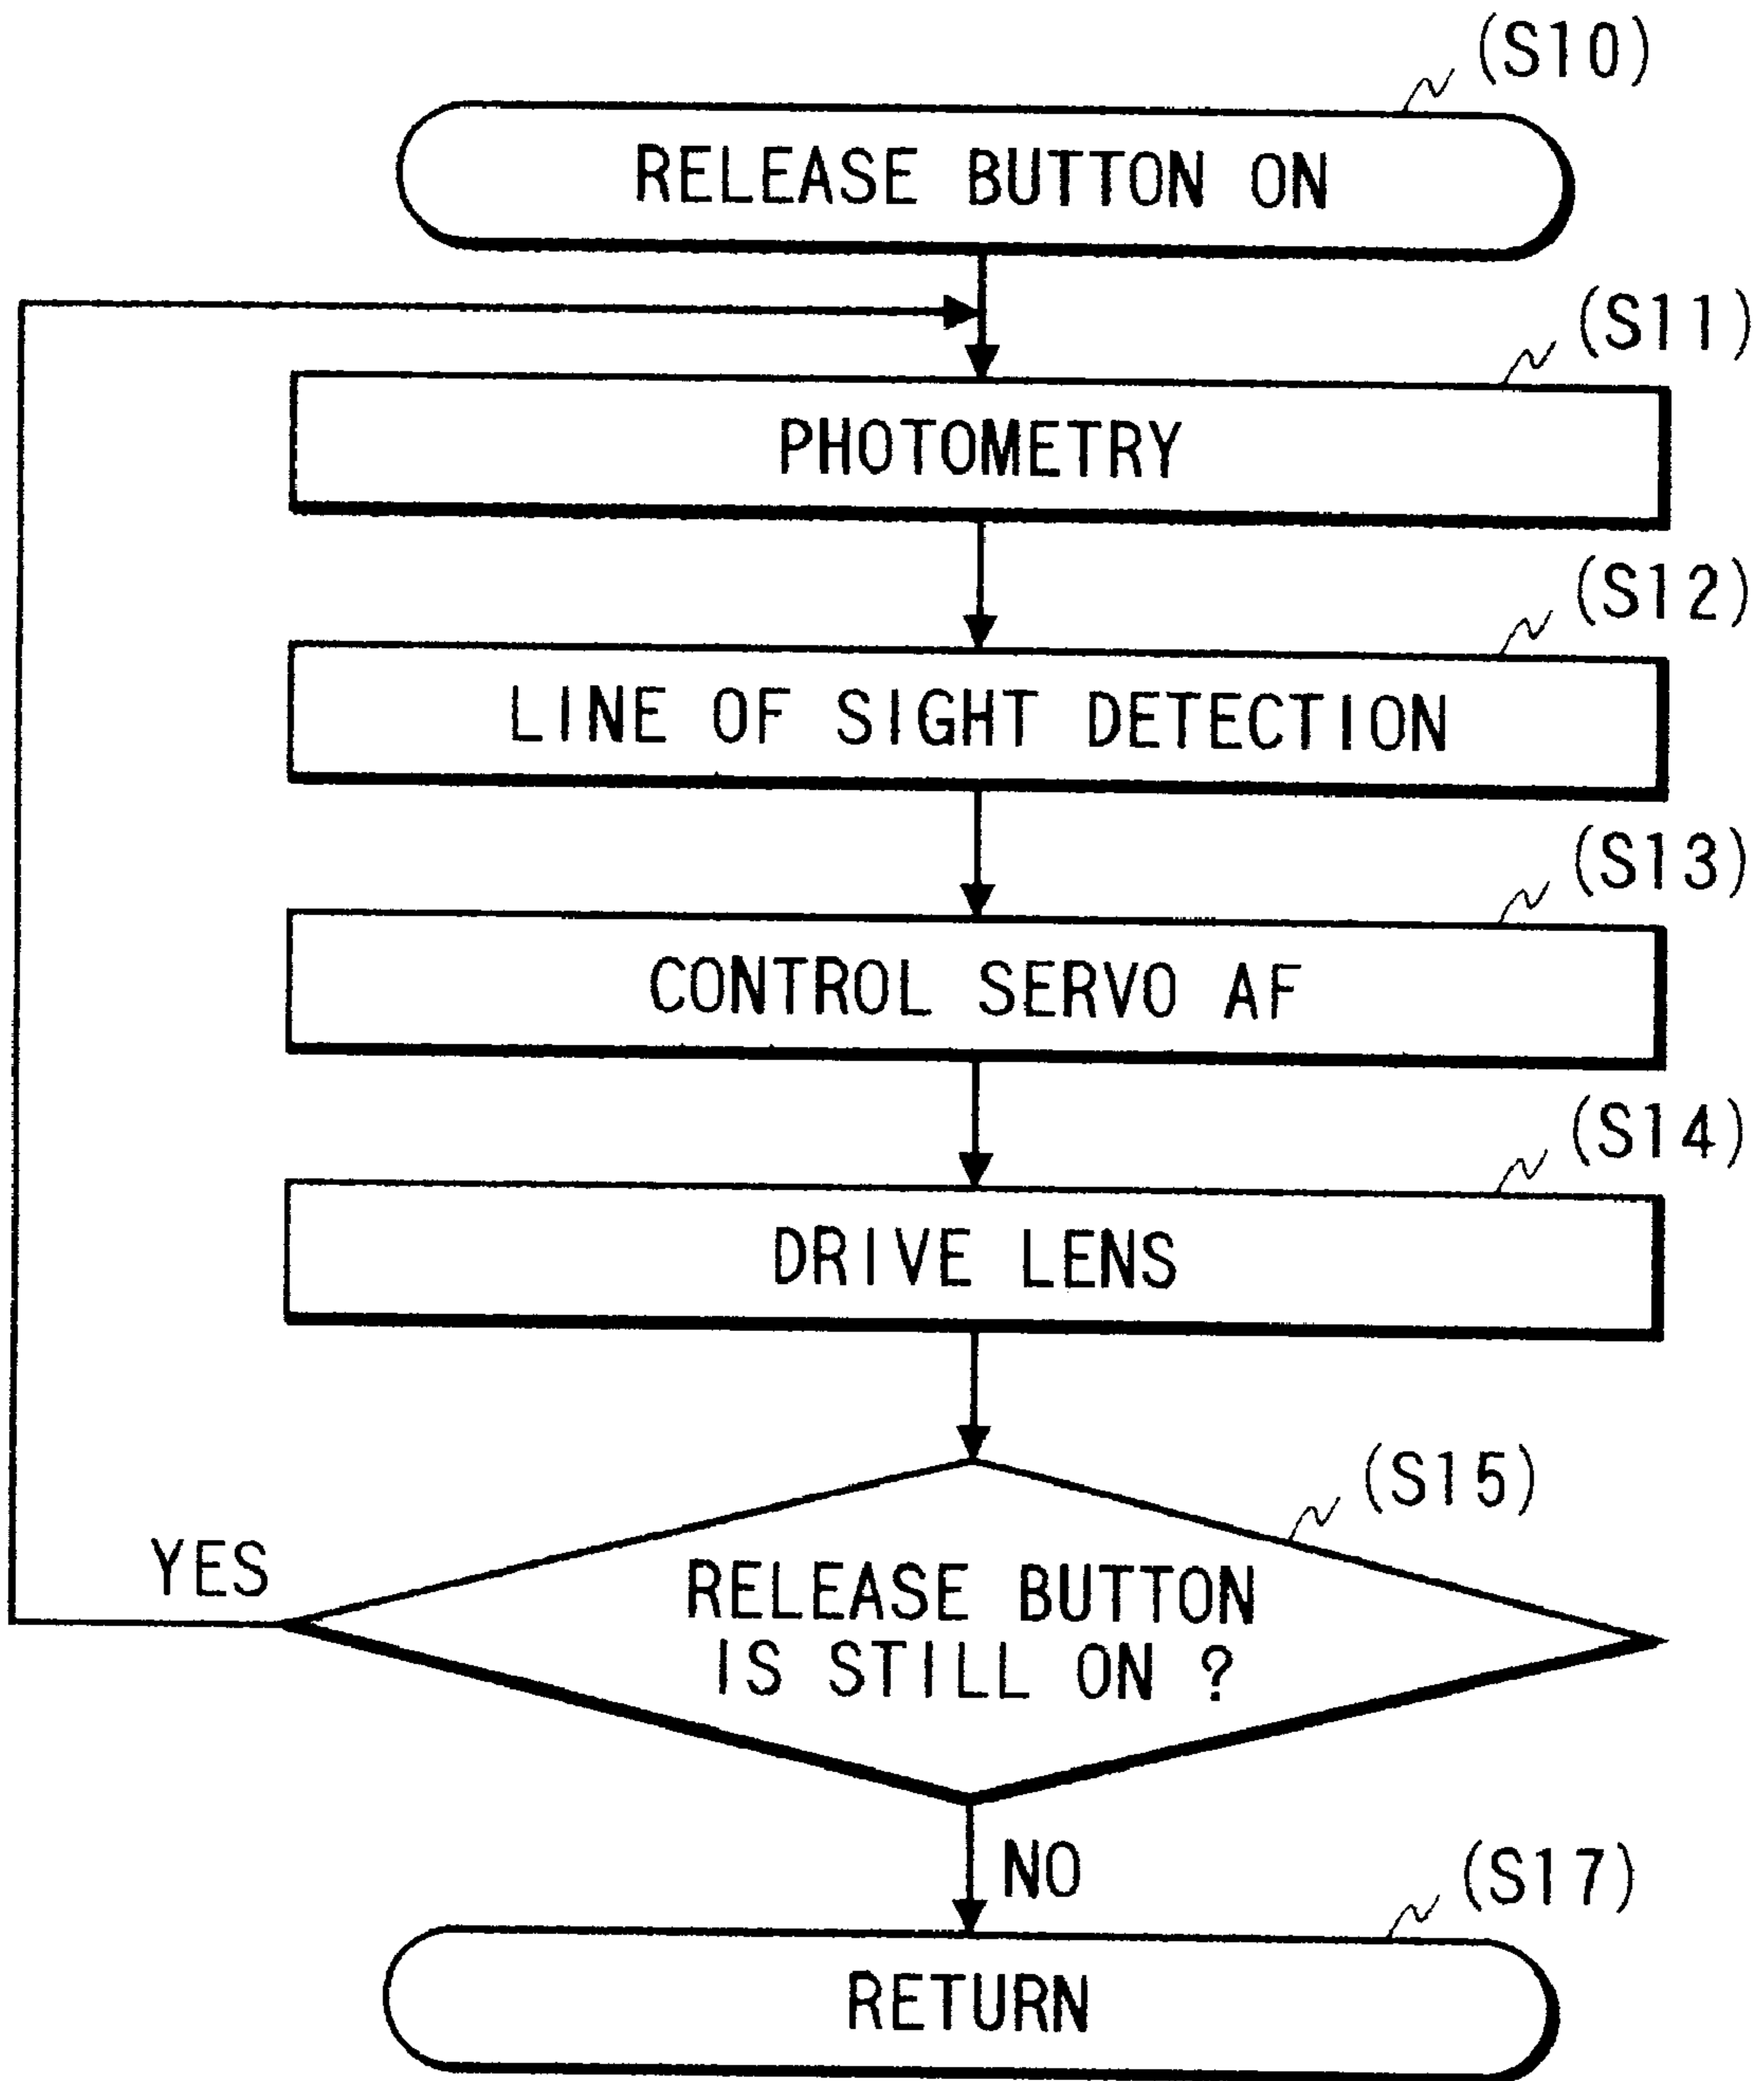 (S10)
RELEASE BUTTON ON
(S11)
PHOTOMETRY
(S12)
LINE OF SIGHT DETECTION
(S13)
CONTROL SERVO AF
(S14)
DRIVE LENS
(S15)
YES
RELEASE BUTTON
IS STILL ON ?
NO
(S17)
RETURN